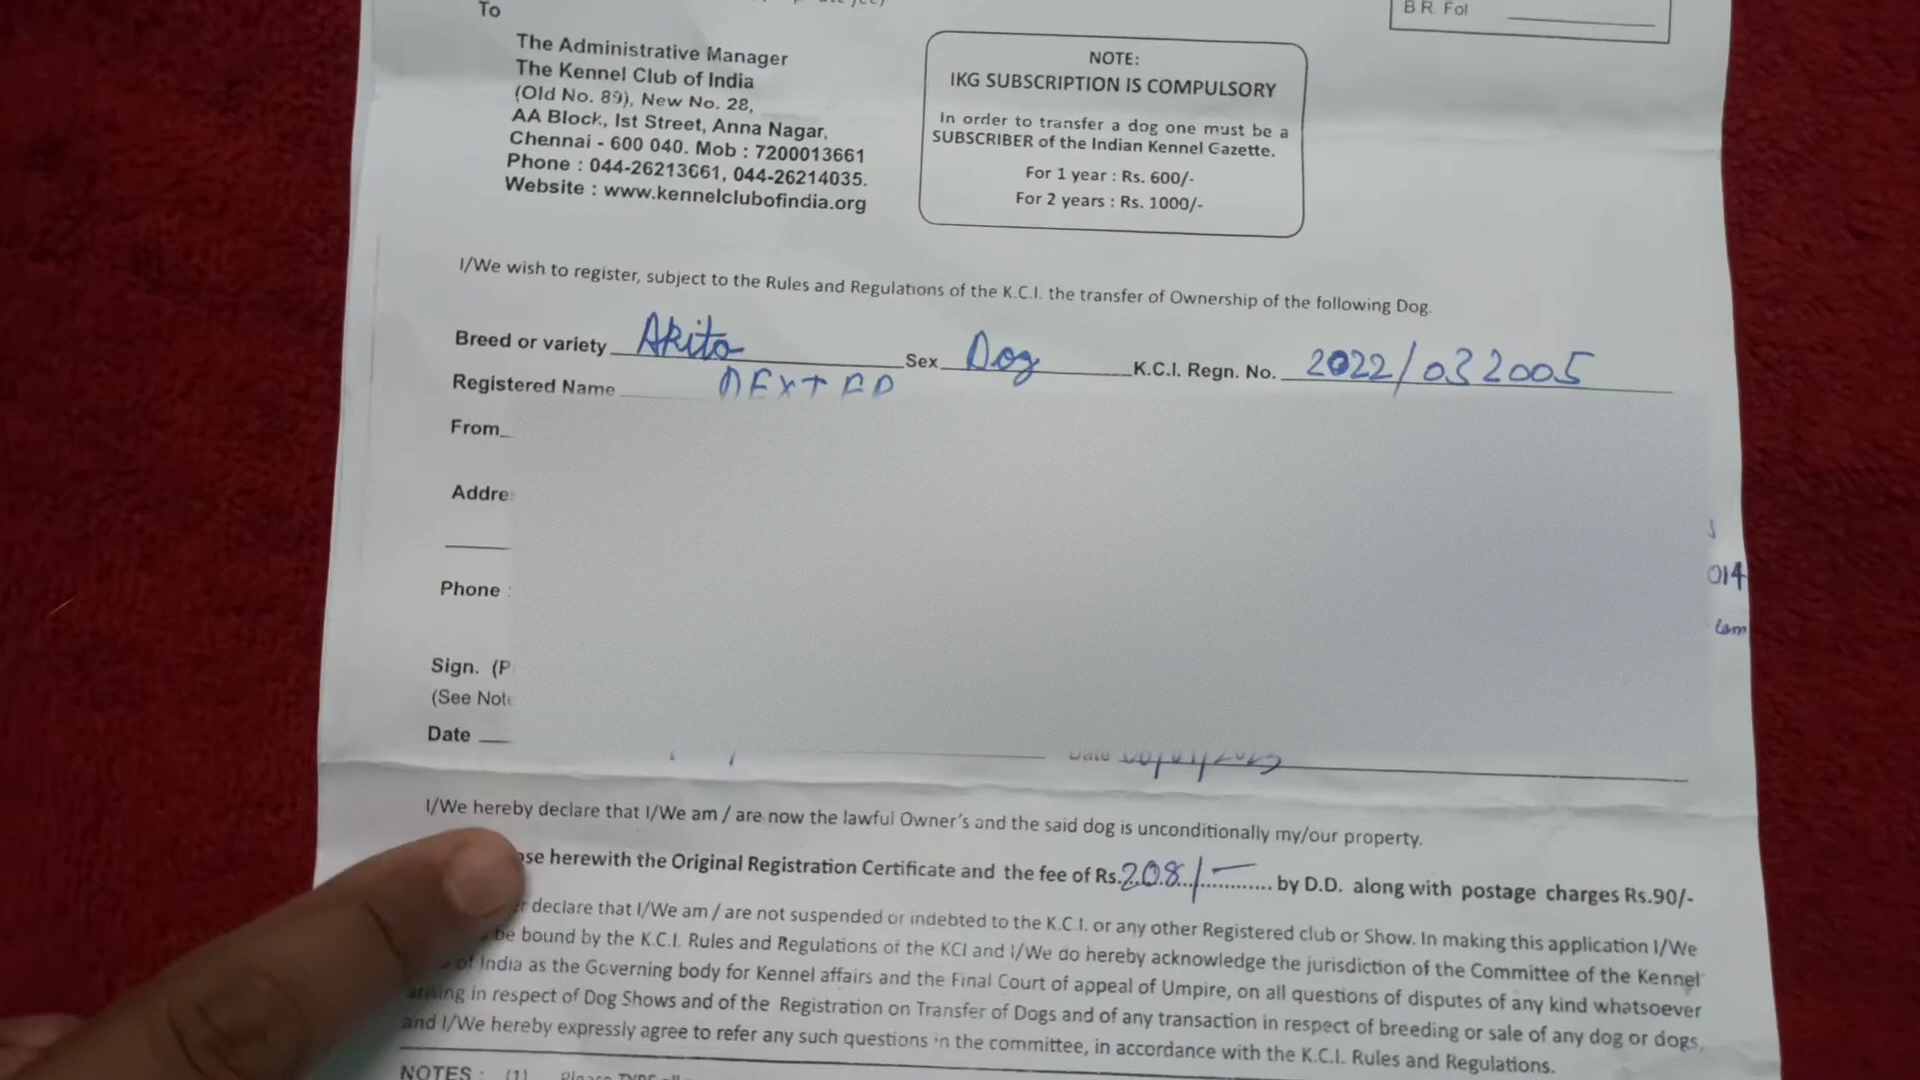 To
B.R. Fol
The Administrative Manager
The Kennel Club of India
(Old No. 89), New No. 28,
AA Block, Ist Street, Anna Nagar,
Chennai - 600 040. Mob : 7200013661
Phone : 044-26213661, 044-26214035.
Website : www.kennelclubofindia.org
NOTE:
IKG SUBSCRIPTION IS COMPULSORY
In order to transfer a dog one must be a
SUBSCRIBER of the Indian Kennel Gazette.
For 1 year : Rs. 600/-
For 2 years : Rs. 1000/-
I/We wish to register, subject to the Rules and Regulations of the K.C.I. the transfer of Ownership of the following Dog.
Breed or variety Akita Sex Dog K.C.I. Regn. No. 2022/032005
Registered Name DEXTER
From
Addre
014
Phone :
Sign. (P
(See Note
Date
Date
I/We hereby declare that I/We am / are now the lawful Owner's and the said dog is unconditionally my/our property.
ose herewith the Original Registration Certificate and the fee of Rs. 208/- by D.D. along with postage charges Rs.90/-
declare that I/We am / are not suspended or indebted to the K.C.I. or any other Registered club or Show. In making this application I/We
be bound by the K.C.I. Rules and Regulations of the KCI and I/We do hereby acknowledge the jurisdiction of the Committee of the Kennel
of India as the Governing body for Kennel affairs and the Final Court of appeal of Umpire, on all questions of disputes of any kind whatsoever
arising in respect of Dog Shows and of the Registration on Transfer of Dogs and of any transaction in respect of breeding or sale of any dog or dogs,
and I/We hereby expressly agree to refer any such questions in the committee, in accordance with the K.C.I. Rules and Regulations.
NOTES : (1) Please TYPE